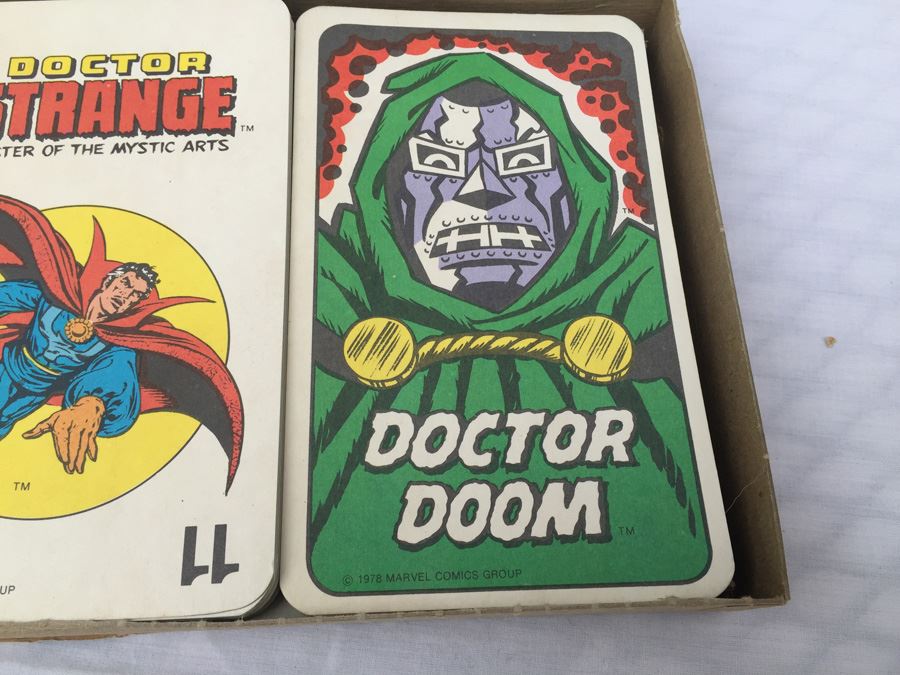 DOCTOR
STRANGE TM
TER OF THE MYSTIC ARTS
TM
11
UP
TM
DOCTOR
DOOM TM
© 1978 MARVEL COMICS GROUP